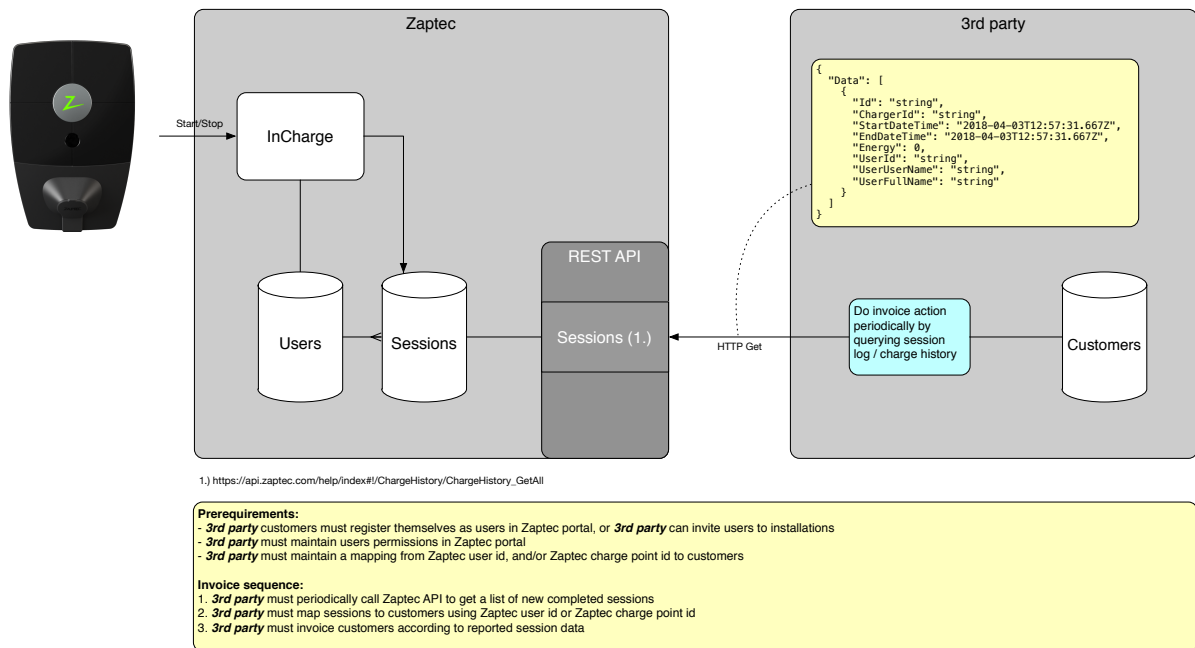 Zaptec
3rd party
Start/Stop
InCharge
{
"Data": [
{
"Id": "string",
"ChargerId": "string",
"StartDateTime": "2018-04-03T12:57:31.667Z",
"EndDateTime": "2018-04-03T12:57:31.667Z",
"Energy": 0,
"UserId": "string",
"UserUserName": "string",
"UserFullName": "string"
}
]
}
REST API
Users
Sessions
Sessions (1.)
HTTP Get
Do invoice action
periodically by
querying session
log / charge history
Customers
1.) https://api.zaptec.com/help/index#!/ChargeHistory/ChargeHistory_GetAll
Prerequirements:
- 3rd party customers must register themselves as users in Zaptec portal, or 3rd party can invite users to installations
- 3rd party must maintain users permissions in Zaptec portal
- 3rd party must maintain a mapping from Zaptec user id, and/or Zaptec charge point id to customers
Invoice sequence:
1. 3rd party must periodically call Zaptec API to get a list of new completed sessions
2. 3rd party must map sessions to customers using Zaptec user id or Zaptec charge point id
3. 3rd party must invoice customers according to reported session data